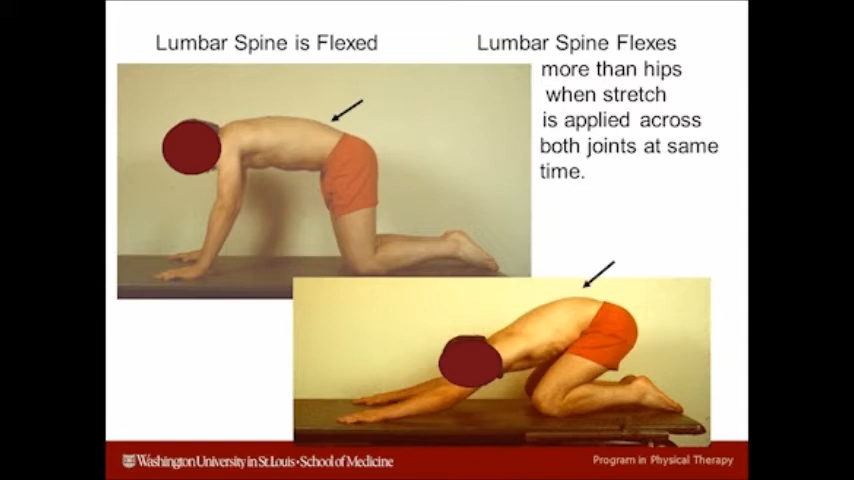 Lumbar Spine is Flexed
Lumbar Spine Flexes
more than hips
when stretch
is applied across
both joints at same
time.
Washington University in St. Louis • School of Medicine
Program in Physical Therapy